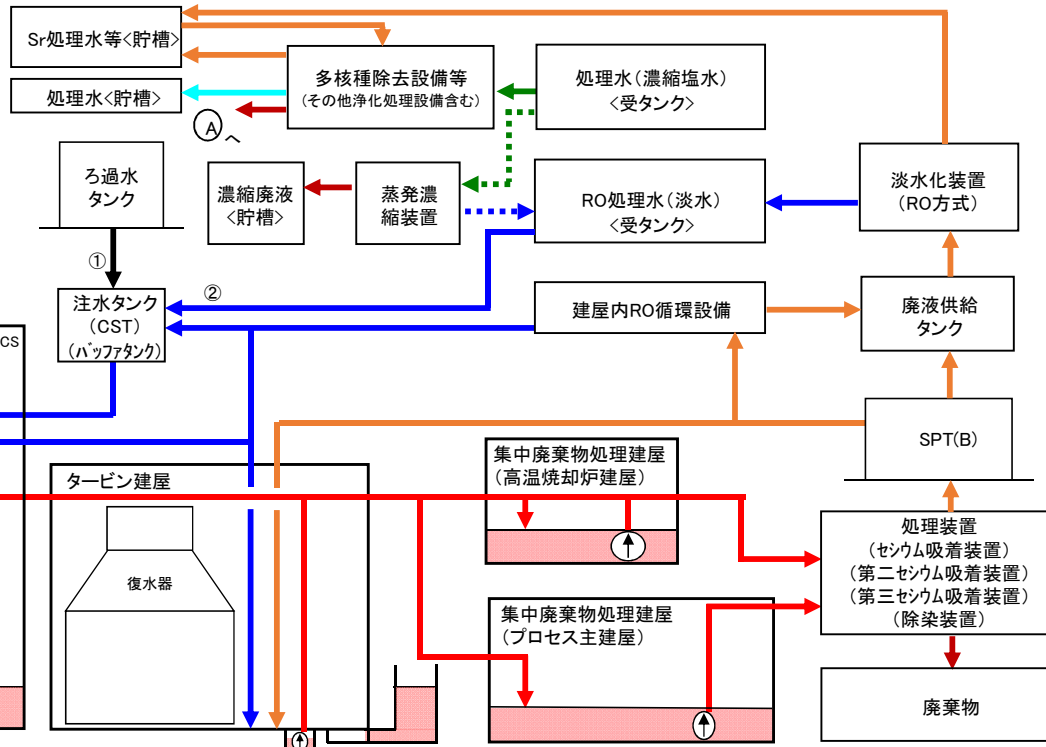 Sr処理水等<貯槽>
処理水<貯槽>
多核種除去設備等
(その他浄化処理設備含む)
Aへ
処理水(濃縮塩水)
<受タンク>
ろ過水
タンク
濃縮廃液
<貯槽>
蒸発濃
縮装置
RO処理水(淡水)
<受タンク>
淡水化装置
(RO方式)
①
②
注水タンク
(CST)
(バッファタンク)
建屋内RO循環設備
廃液供給
タンク
CS
SPT(B)
タービン建屋
復水器
集中廃棄物処理建屋
(高温焼却炉建屋)
処理装置
(セシウム吸着装置)
(第二セシウム吸着装置)
(第三セシウム吸着装置)
(除染装置)
集中廃棄物処理建屋
(プロセス主建屋)
廃棄物